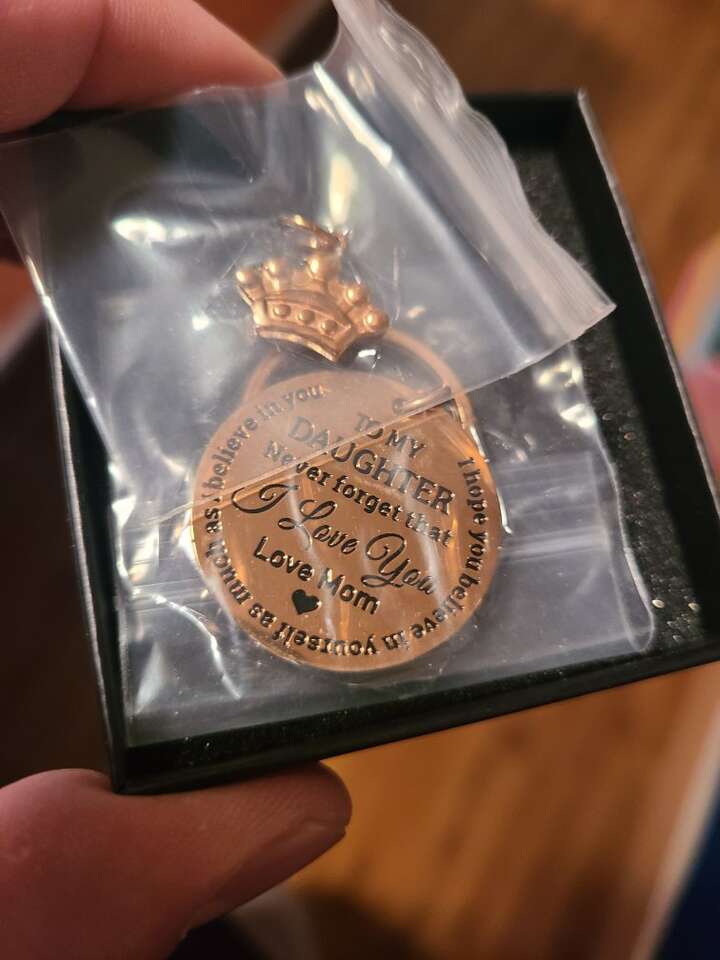 TO MY
DAUGHTER
Never forget that
I Love You
Love Mom
I hope you believe in yourself as much as I believe in you